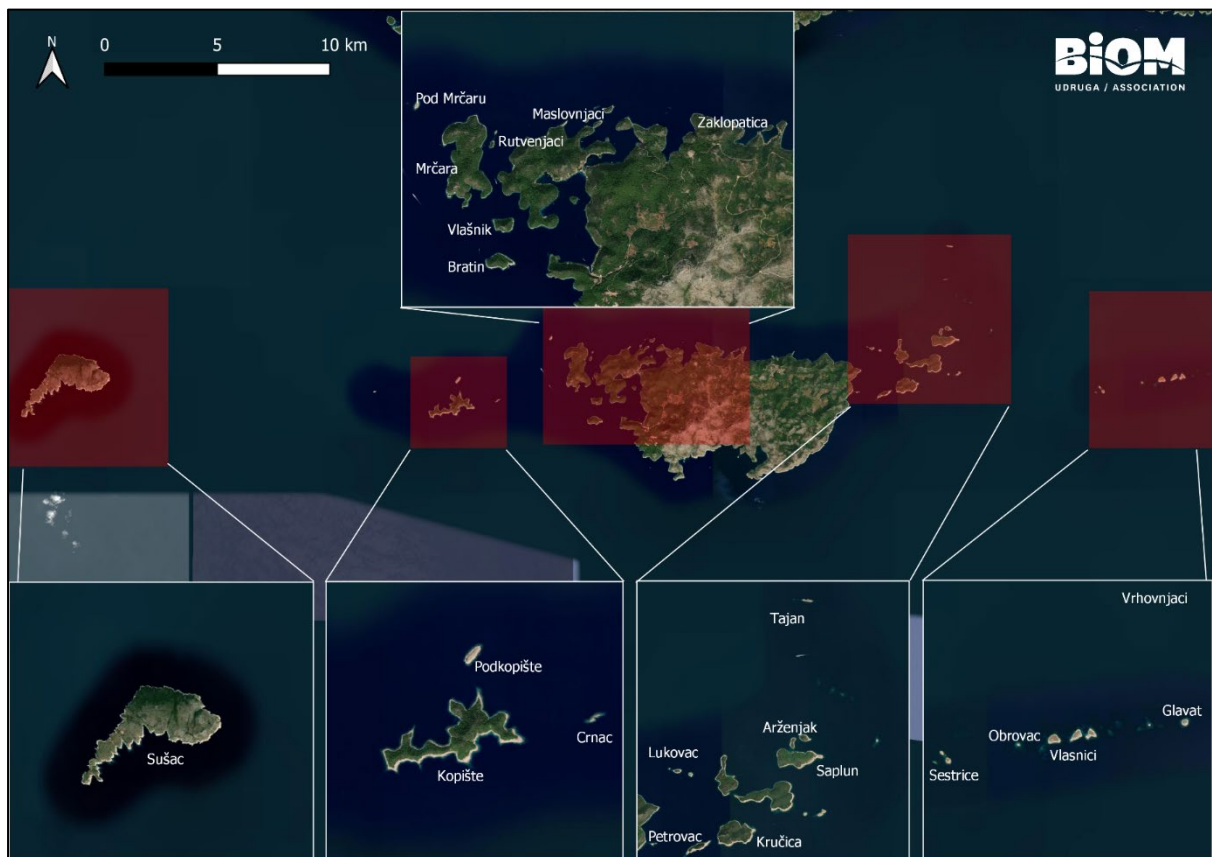 N
0 5 10 km
BIOM
UDRUGA / ASSOCIATION
Pod Mrčaru
Maslovnjaci
Zaklopatica
Rutvenjaci
Mrčara
Vlašnik
Bratin
Sušac
Podkopište
Crnac
Kopište
Tajan
Arženjak
Lukovac
Saplun
Petrovac
Kručica
Vrhovnjaci
Glavat
Obrovac
Vlasnici
Sestrice